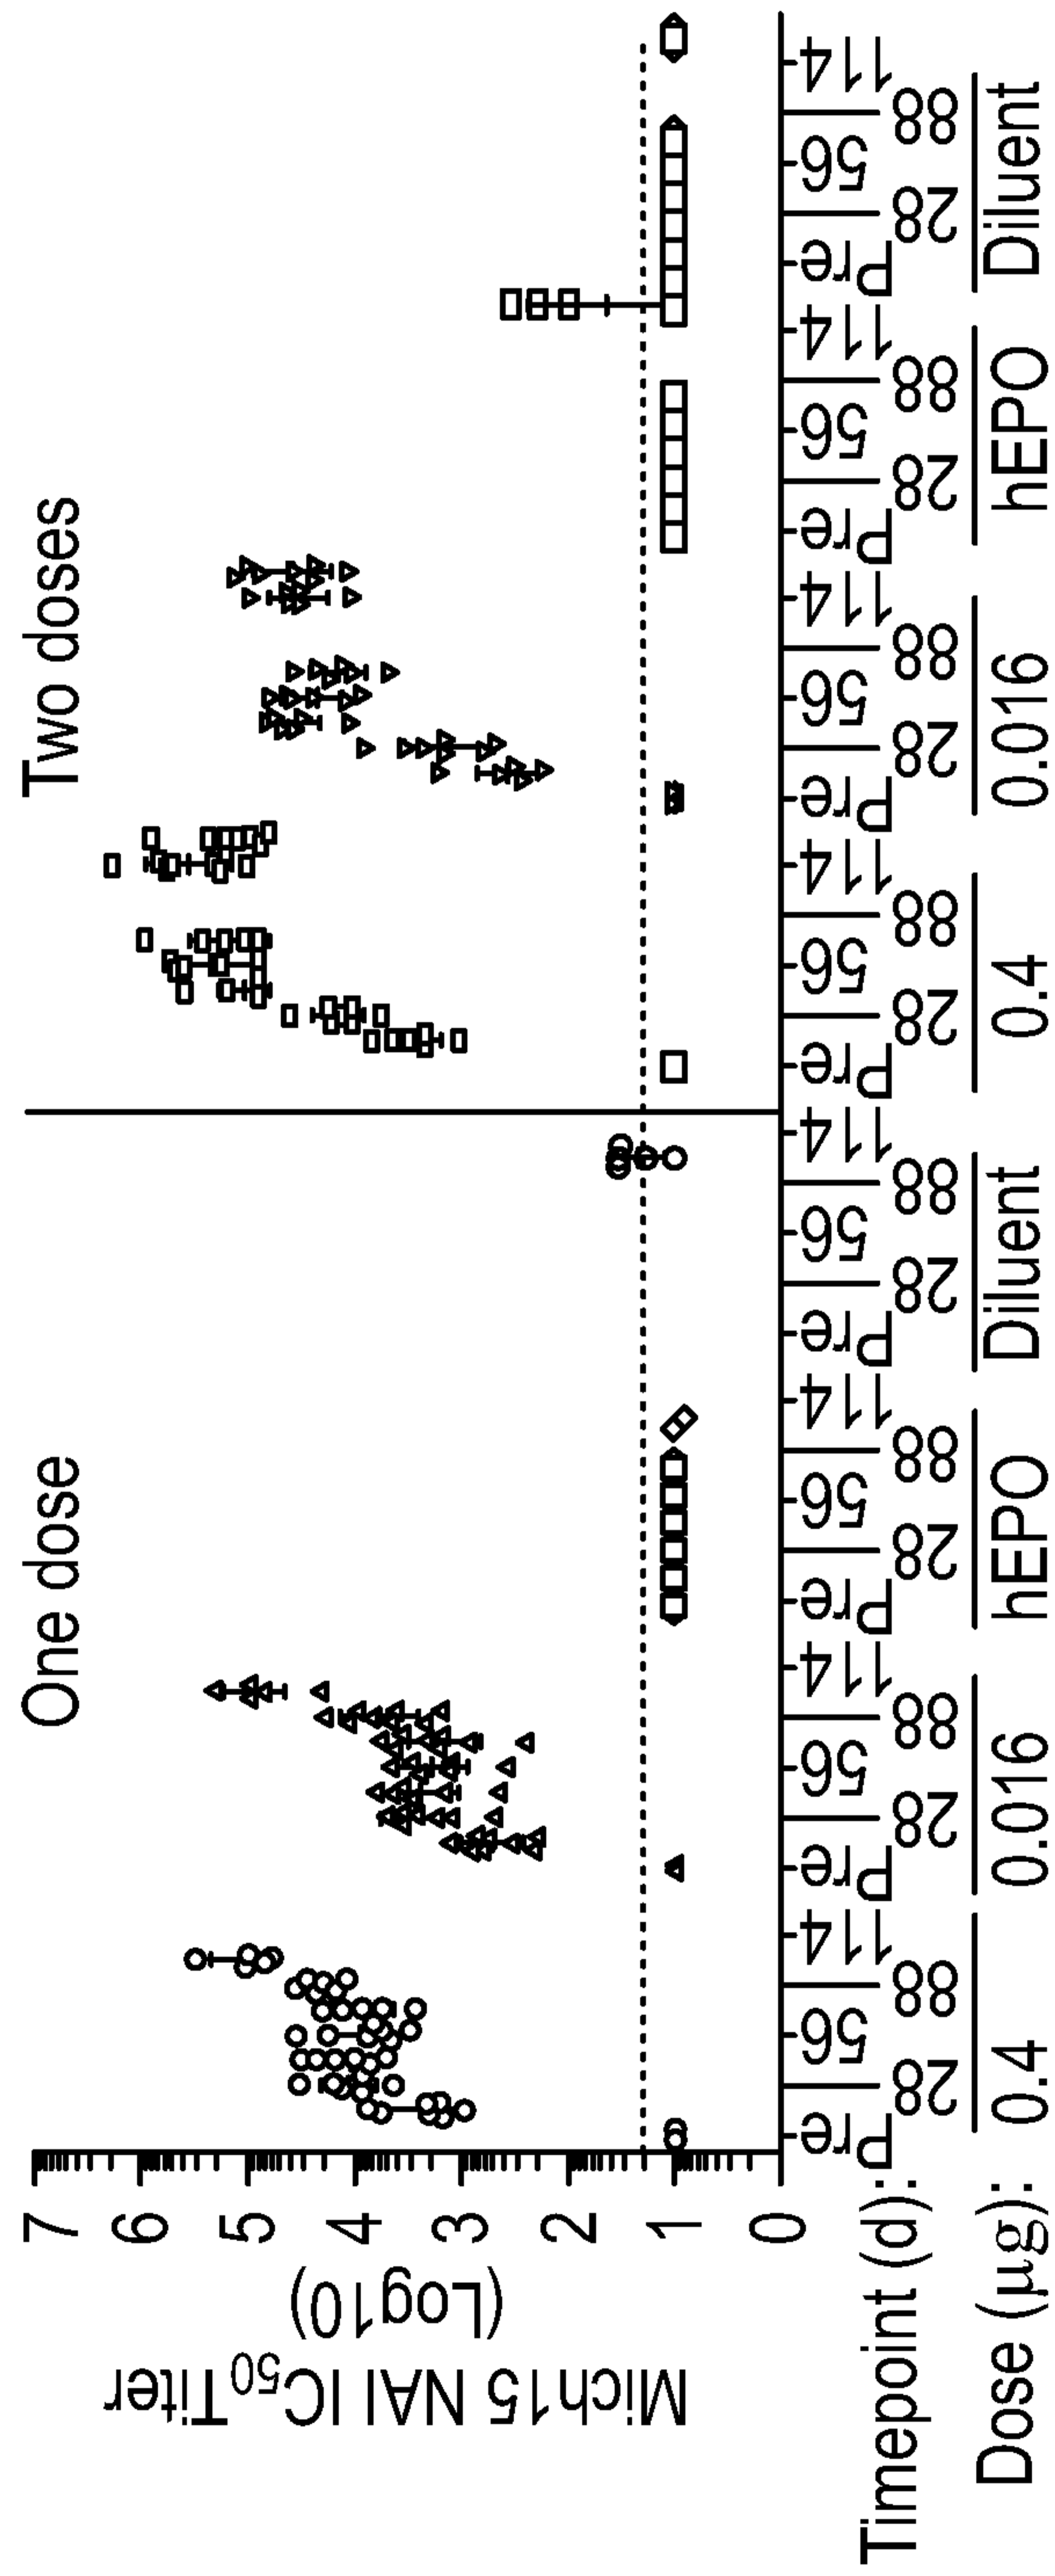 One dose
Two doses
Mich15 NAI IC50 Titer
(Log10)
7
6
5
4
3
2
1
0
Timepoint (d): Pre 56 114 Pre 56 114 Pre 56 114 Pre 56 114 Pre 56 114 Pre 56 114 Pre 56 114 Pre 56 114
28 88 28 88 28 88 28 88 28 88 28 88 28 88 28 88
Dose (μg): 0.4 0.016 hEPO Diluent 0.4 0.016 hEPO Diluent